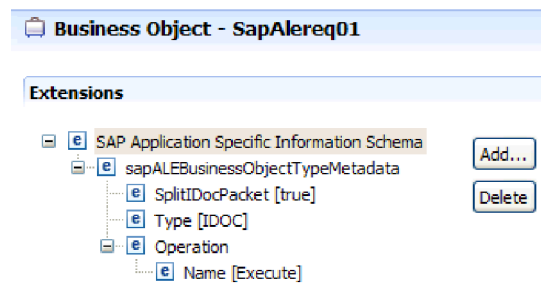 Business Object - SapAlereq01
Extensions
e SAP Application Specific Information Schema
Add...
e sapALEBusinessObjectTypeMetadata
e SplitIDocPacket [true]
Delete
e Type [IDOC]
e Operation
e Name [Execute]